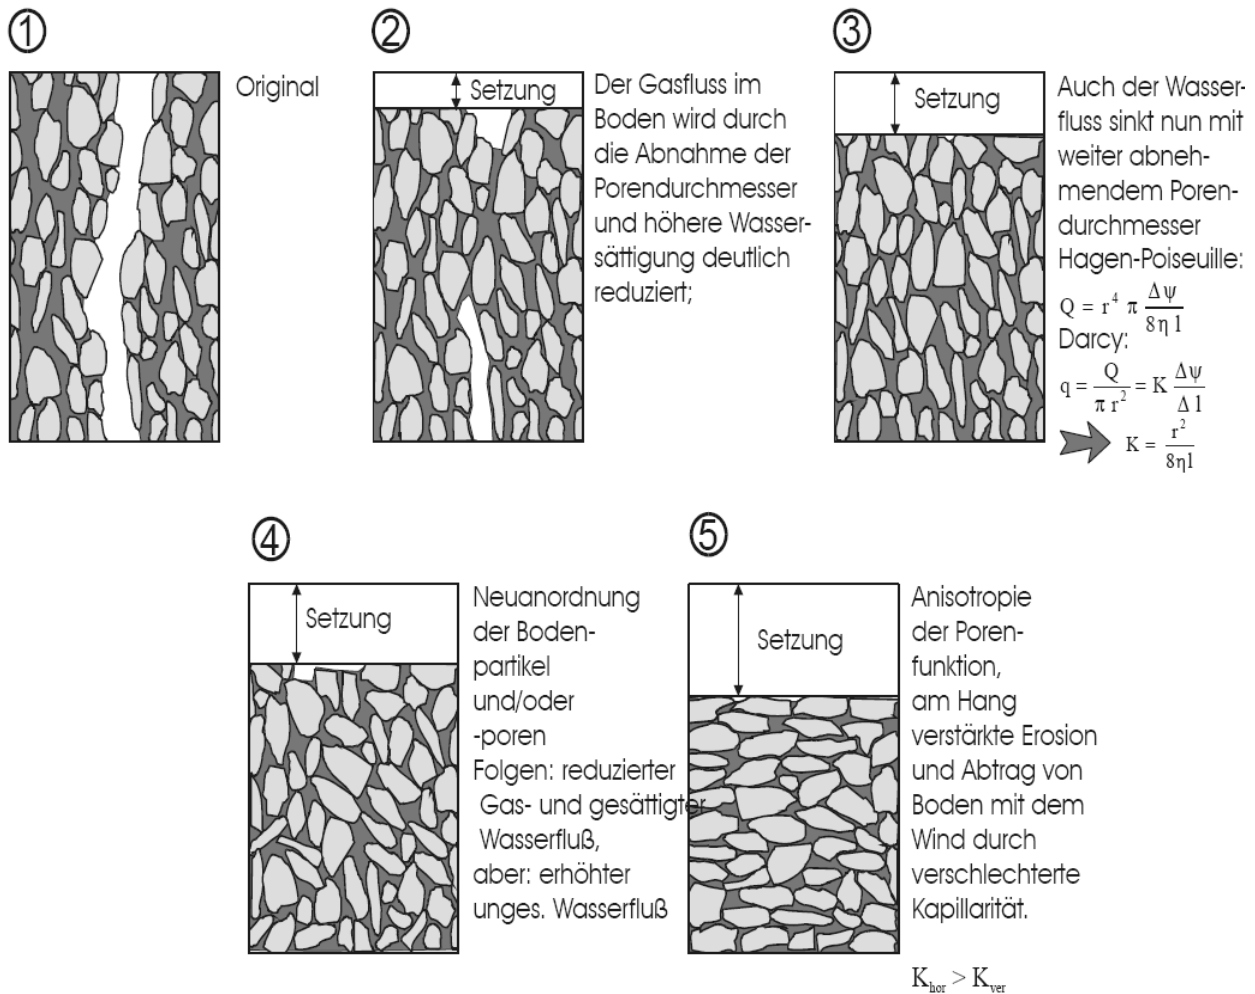 1
Original
2
Setzung
Der Gasfluss im
Boden wird durch
die Abnahme der
Porendurchmesser
und höhere Wasser-
sättigung deutlich
reduziert;
3
Setzung
Auch der Wasser-
fluss sinkt nun mit
weiter abneh-
mendem Poren-
durchmesser
Hagen-Poiseuille:
Q = r⁴ π Δψ / 8η l
Darcy:
q = Q / π r² = K Δψ / Δ l
K = r² / 8ηl
4
Setzung
Neuanordnung
der Boden-
partikel
und/oder
-poren
Folgen: reduzierter
Gas- und gesättigter
Wasserfluß,
aber: erhöhter
unges. Wasserfluß
5
Setzung
Anisotropie
der Poren-
funktion,
am Hang
verstärkte Erosion
und Abtrag von
Boden mit dem
Wind durch
verschlechterte
Kapillarität.
K_hor > K_ver